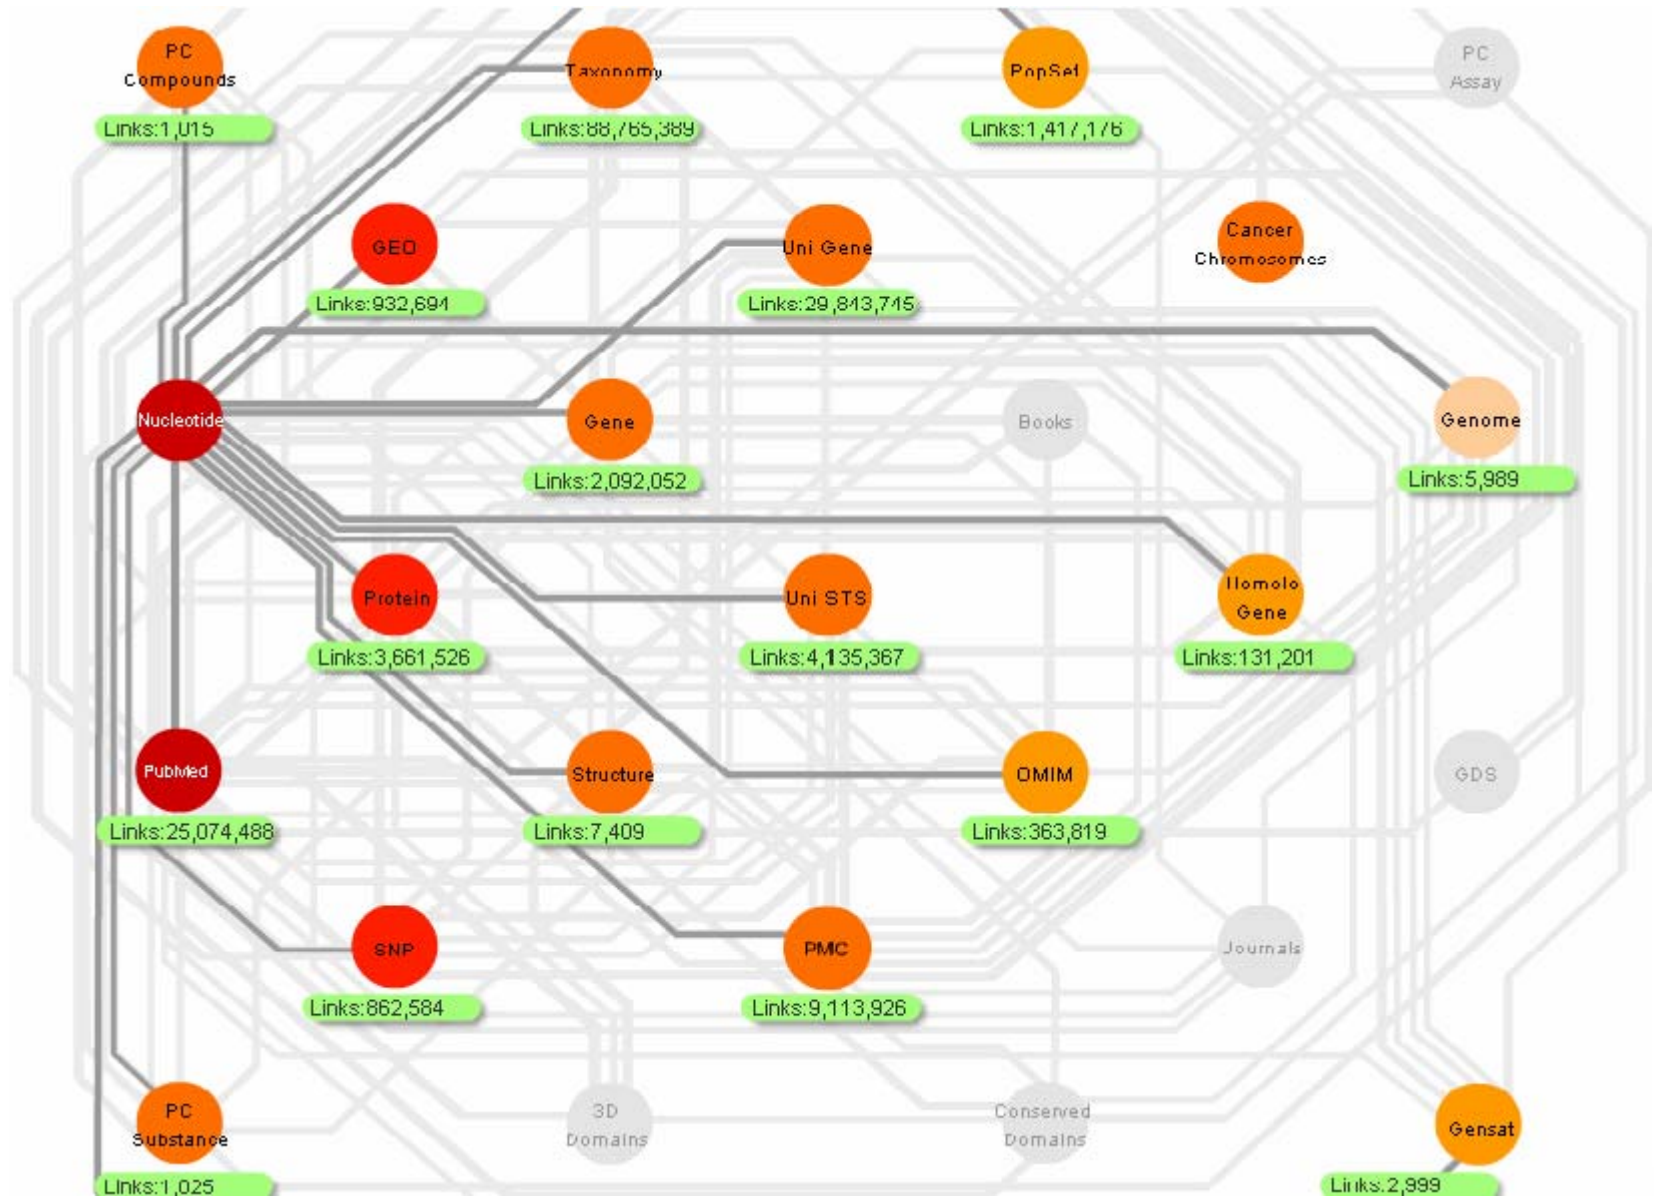 PC
Compounds
Links:1,015
Taxonomy
Links:88,765,389
PopSet
Links:1,417,176
PC
Assay
GEO
Links:932,694
Uni Gene
Links:29,843,745
Cancer
Chromosomes
Nucleotide
Gene
Links:2,092,052
Books
Genome
Links:5,989
Protein
Links:3,661,526
Uni STS
Links:4,135,367
Homolo
Gene
Links:131,201
PubMed
Links:25,074,488
Structure
Links:7,409
OMIM
Links:363,819
GDS
SNP
Links:862,584
PMC
Links:9,113,926
Journals
PC
Substance
Links:1,025
3D
Domains
Conserved
Domains
Gensat
Links:2,999